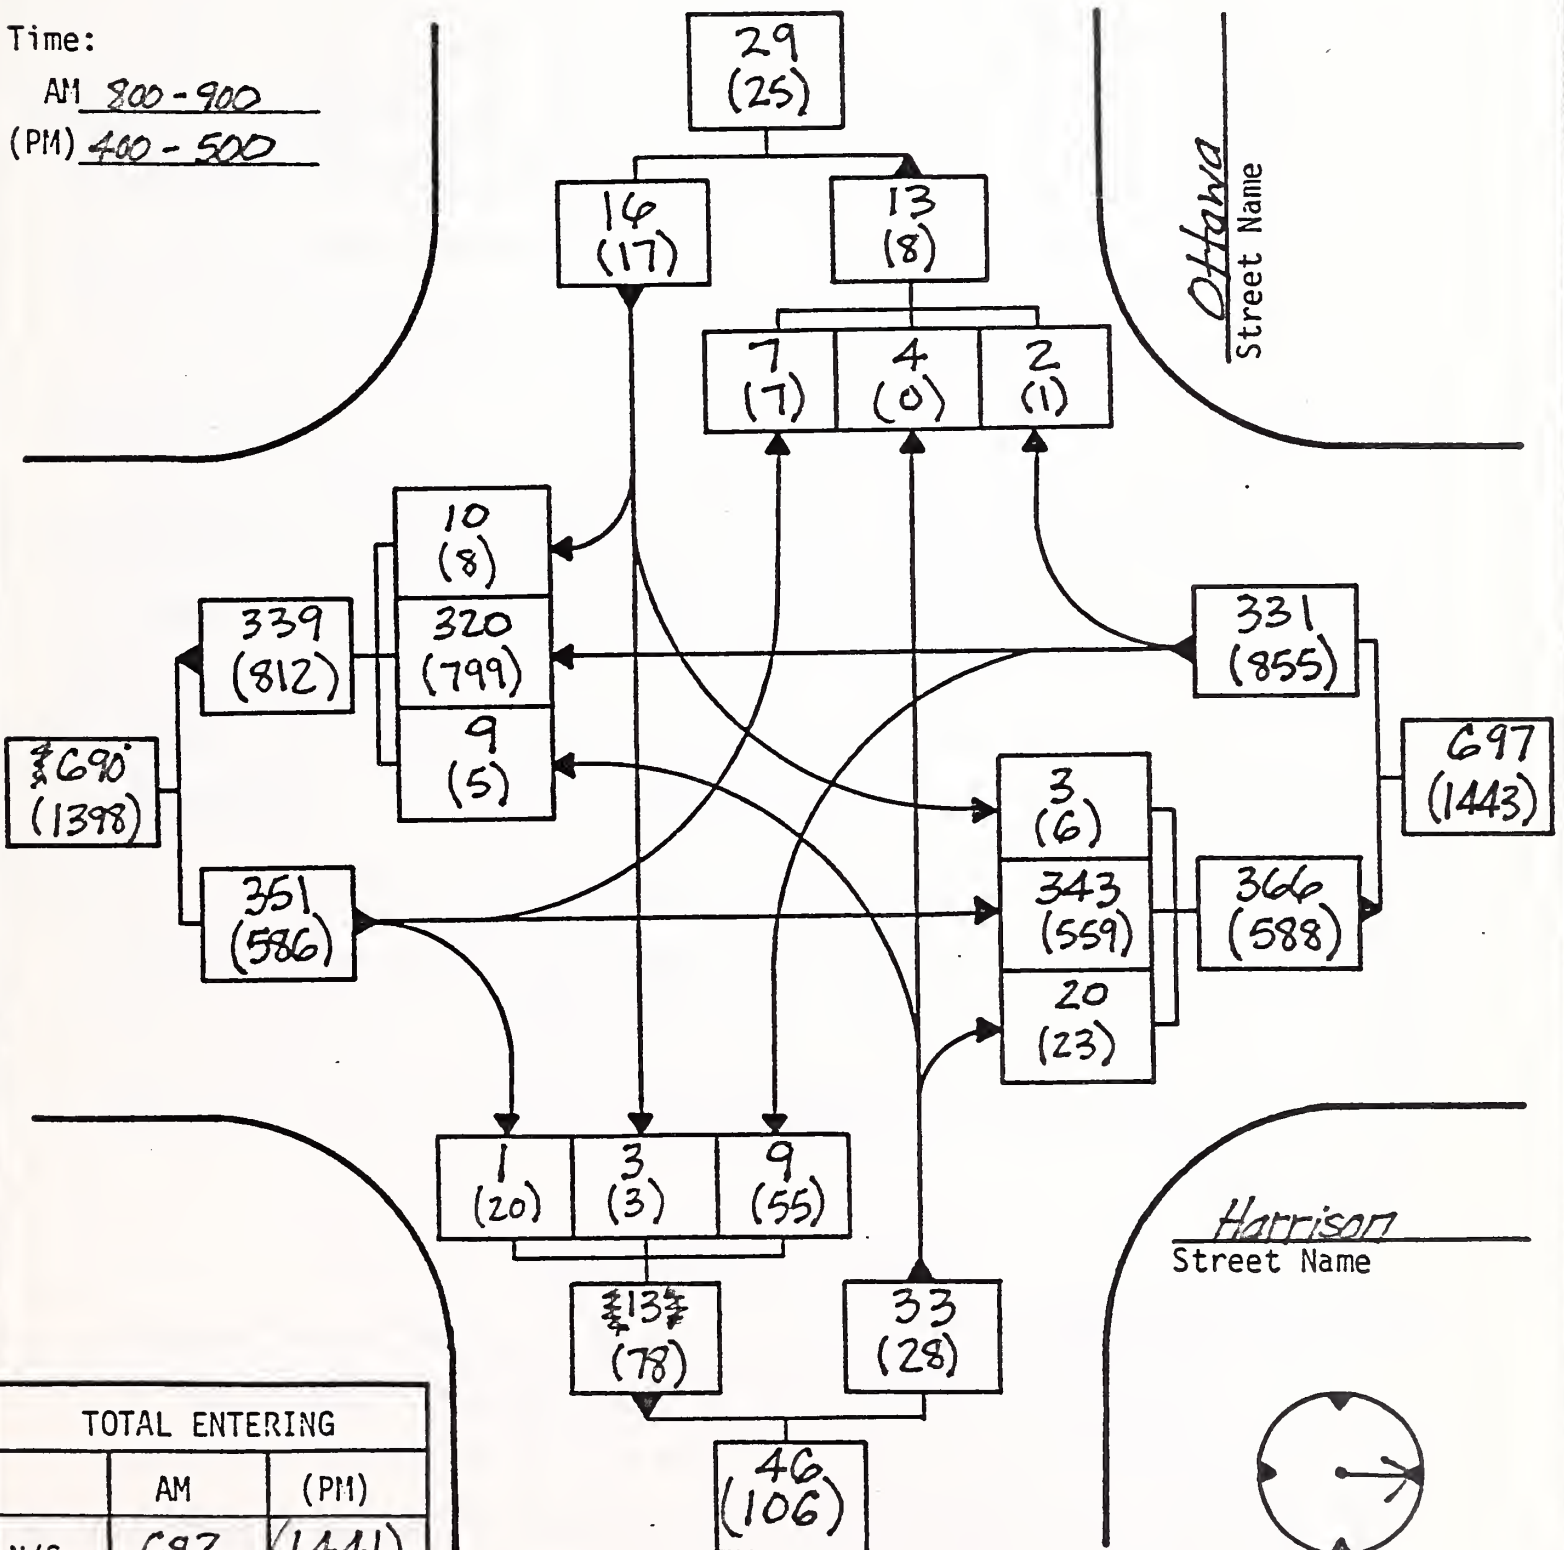 Time:
AM 800-900
(PM) 400 - 500
29
(25)
Ottawa
Street Name
16
(17)
13
(8)
7 4 2
(7) (0) (1)
10
(8)
339
(812)
320
(799)
9
(5)
331
(855)
690
(1398)
697
(1443)
3
(6)
351
(586)
343
(559)
366
(588)
20
(23)
1 3 9
(20) (3) (55)
Harrison
Street Name
13
(78)
33
(28)
46
(106)
TOTAL ENTERING
AM (PM)